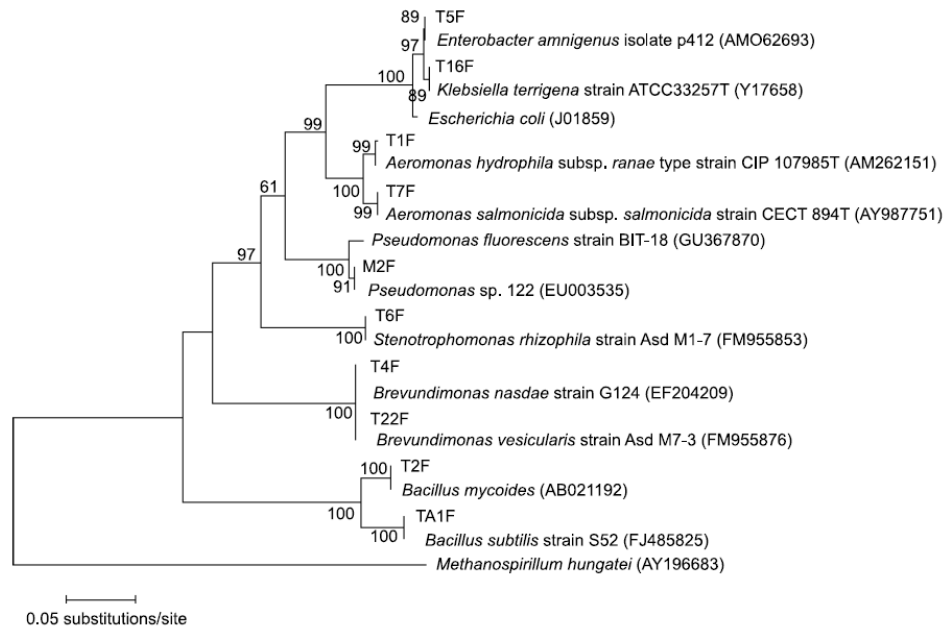 89 T5F
97 Enterobacter amnigenus isolate p412 (AMO62693)
T16F
100
89 Klebsiella terrigena strain ATCC33257T (Y17658)
Escherichia coli (J01859)
99
99 T1F
Aeromonas hydrophila subsp. ranae type strain CIP 107985T (AM262151)
100 T7F
61
99 Aeromonas salmonicida subsp. salmonicida strain CECT 894T (AY987751)
Pseudomonas fluorescens strain BIT-18 (GU367870)
97
100 M2F
91 Pseudomonas sp. 122 (EU003535)
T6F
100 Stenotrophomonas rhizophila strain Asd M1-7 (FM955853)
T4F
Brevundimonas nasdae strain G124 (EF204209)
100 T22F
Brevundimonas vesicularis strain Asd M7-3 (FM955876)
100 T2F
Bacillus mycoides (AB021192)
100 TA1F
100 Bacillus subtilis strain S52 (FJ485825)
Methanospirillum hungatei (AY196683)
0.05 substitutions/site